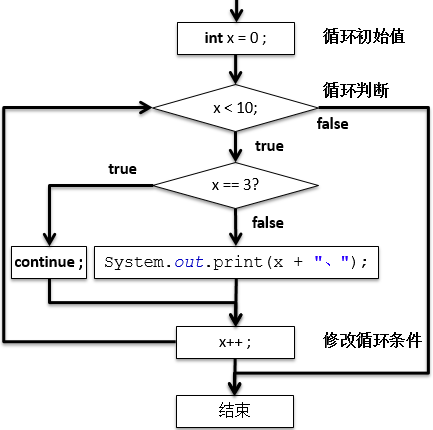 int x = 0 ;
循环初始值
循环判断
x < 10;
false
true
true
x == 3?
false
continue ;
System.out.print(x + "、");
x++ ;
修改循环条件
结束